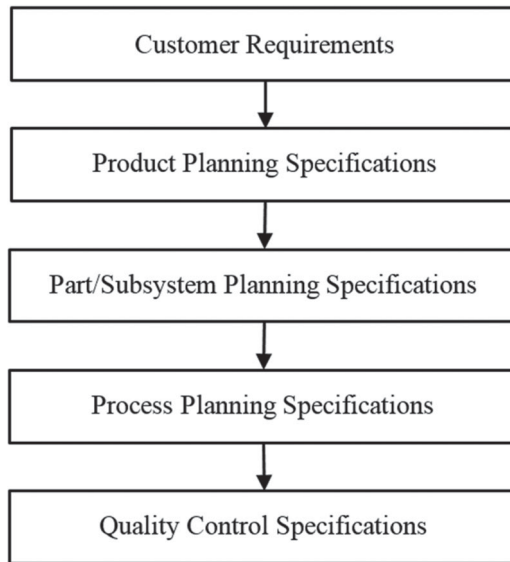 Customer Requirements
Product Planning Specifications
Part/Subsystem Planning Specifications
Process Planning Specifications
Quality Control Specifications